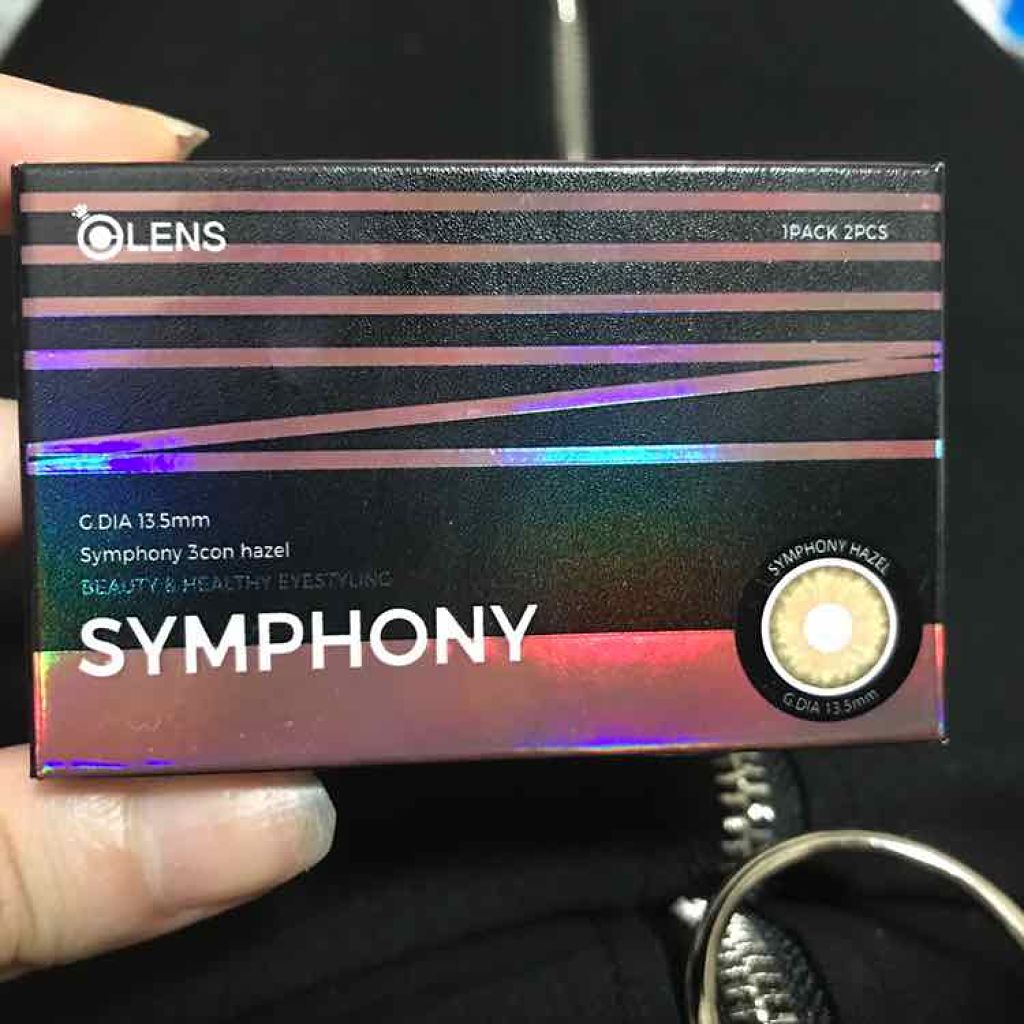 OLENS
1PACK 2PCS
G.DIA 13.5mm
Symphony 3con hazel
BEAUTY & HEALTHY EYESTYLING
SYMPHONY
SYMPHONY HAZEL
G.DIA 13.5mm